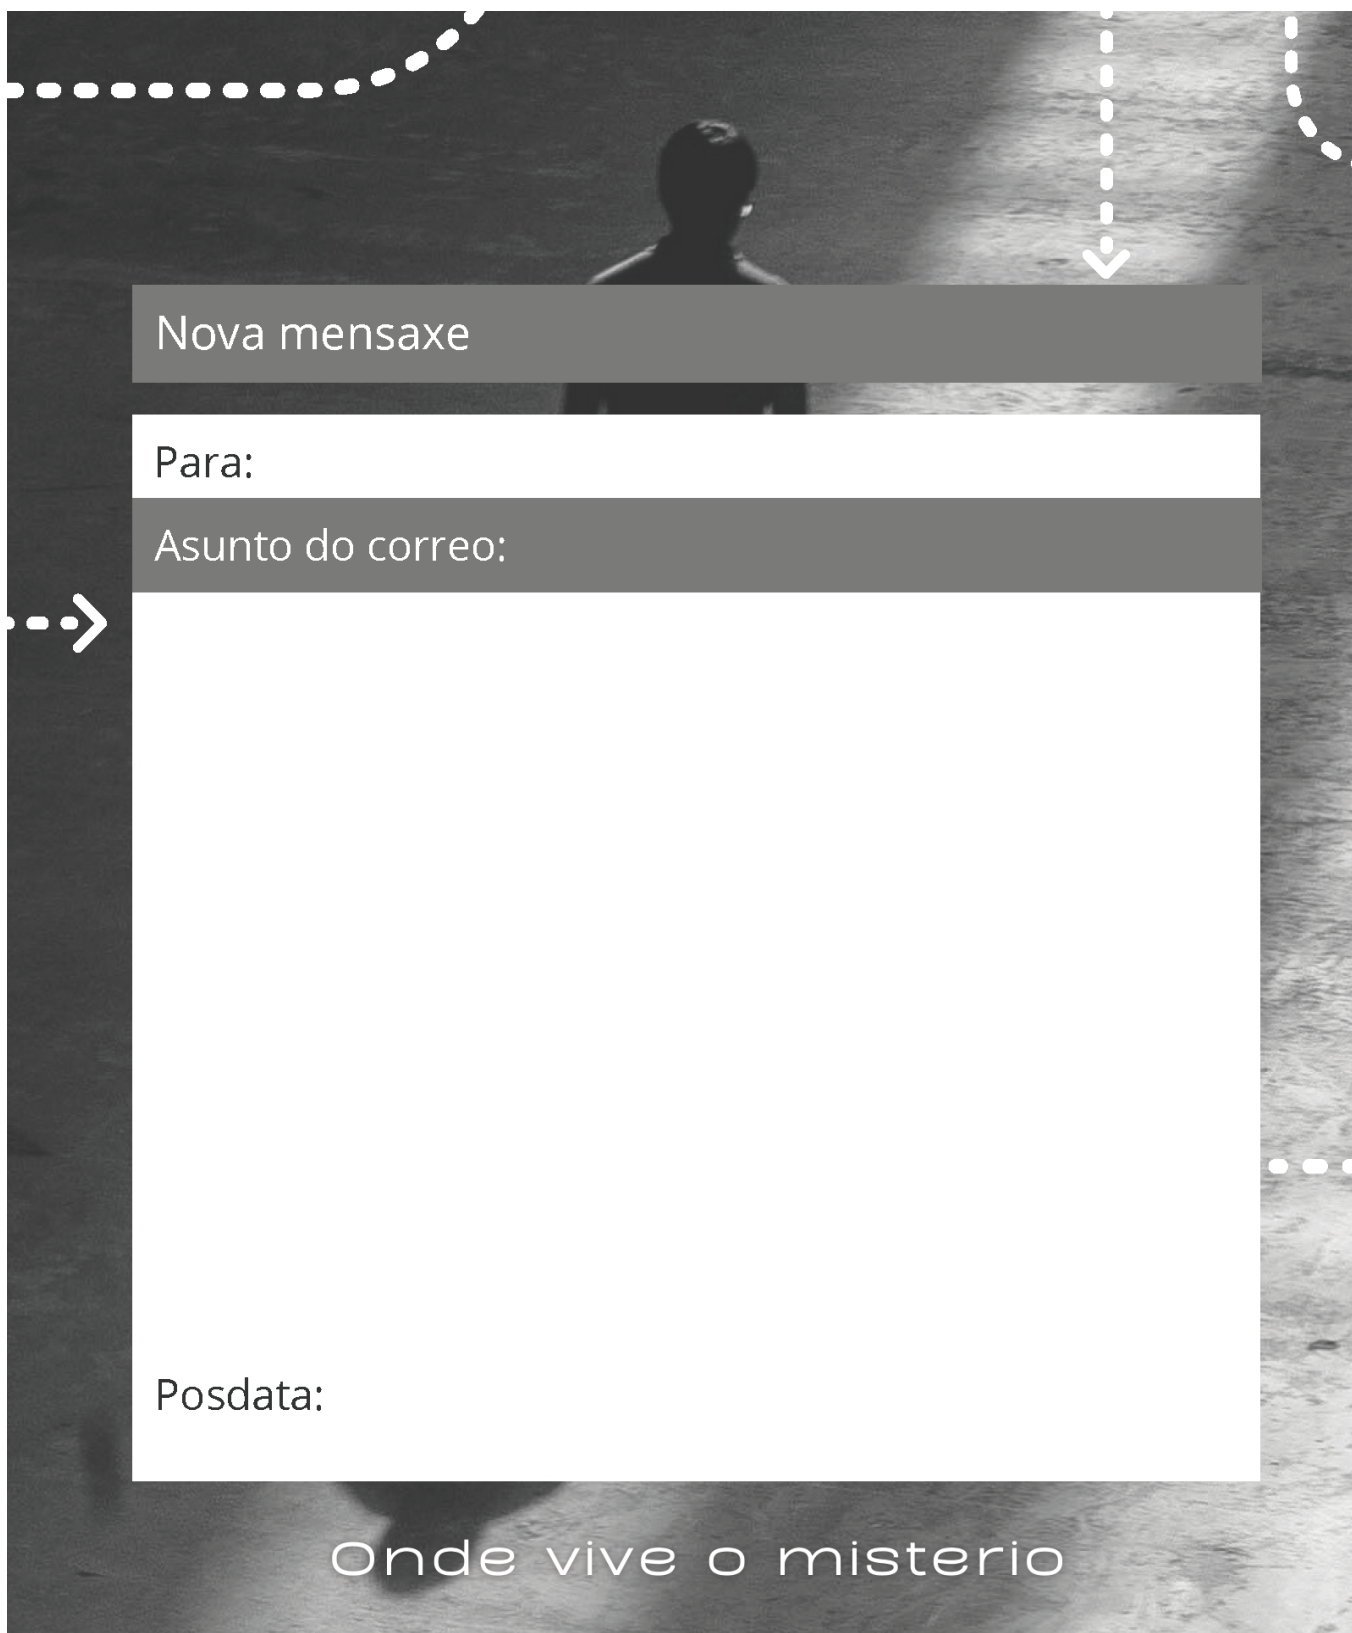 Nova mensaxe
Para:
Asunto do correo:
Posdata:
Onde vive o misterio